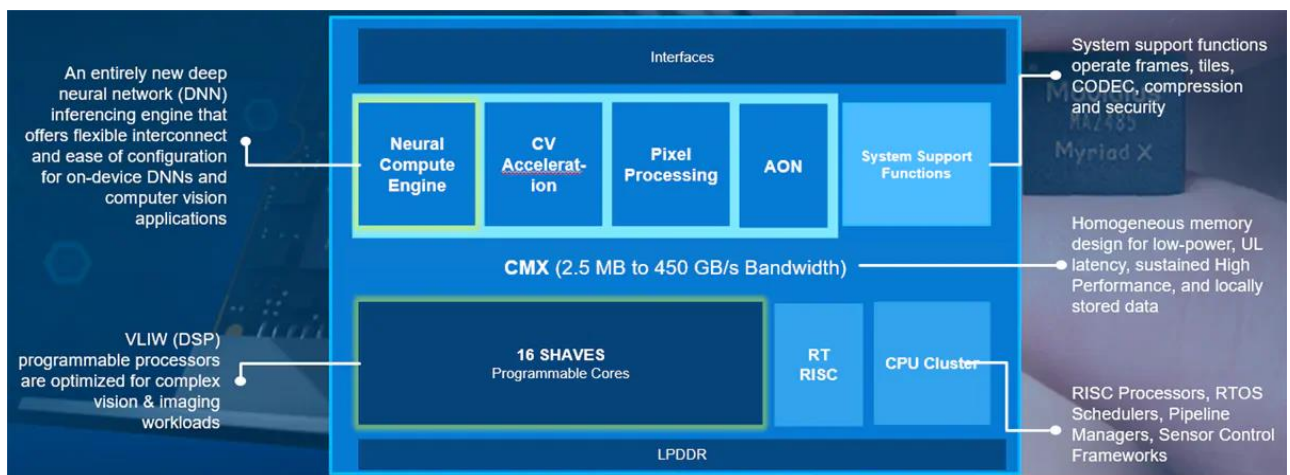 An entirely new deep
neural network (DNN)
inferencing engine that
offers flexible interconnect
and ease of configuration
for on-device DNNs and
computer vision
applications
VLIW (DSP)
programmable processors
are optimized for complex
vision & imaging
workloads
Interfaces
Neural
Compute
Engine
CV
Accelerat-
ion
Pixel
Processing
AON
System Support
Functions
CMX (2.5 MB to 450 GB/s Bandwidth)
16 SHAVES
Programmable Cores
RT
RISC
CPU Cluster
LPDDR
System support functions
operate frames, tiles,
CODEC, compression
and security
Myriad X
Homogeneous memory
design for low-power, UL
latency, sustained High
Performance, and locally
stored data
RISC Processors, RTOS
Schedulers, Pipeline
Managers, Sensor Control
Frameworks